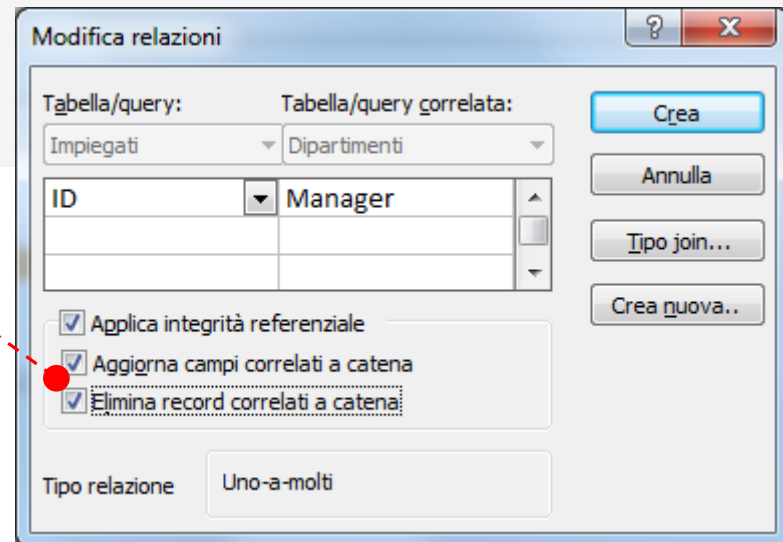 Modifica relazioni
Tabella/query: Tabella/query correlata:
Impiegati Dipartimenti
ID Manager
Applica integrità referenziale
Aggiorna campi correlati a catena
Elimina record correlati a catena
Tipo relazione Uno-a-molti
Crea
Annulla
Tipo join...
Crea nuova..